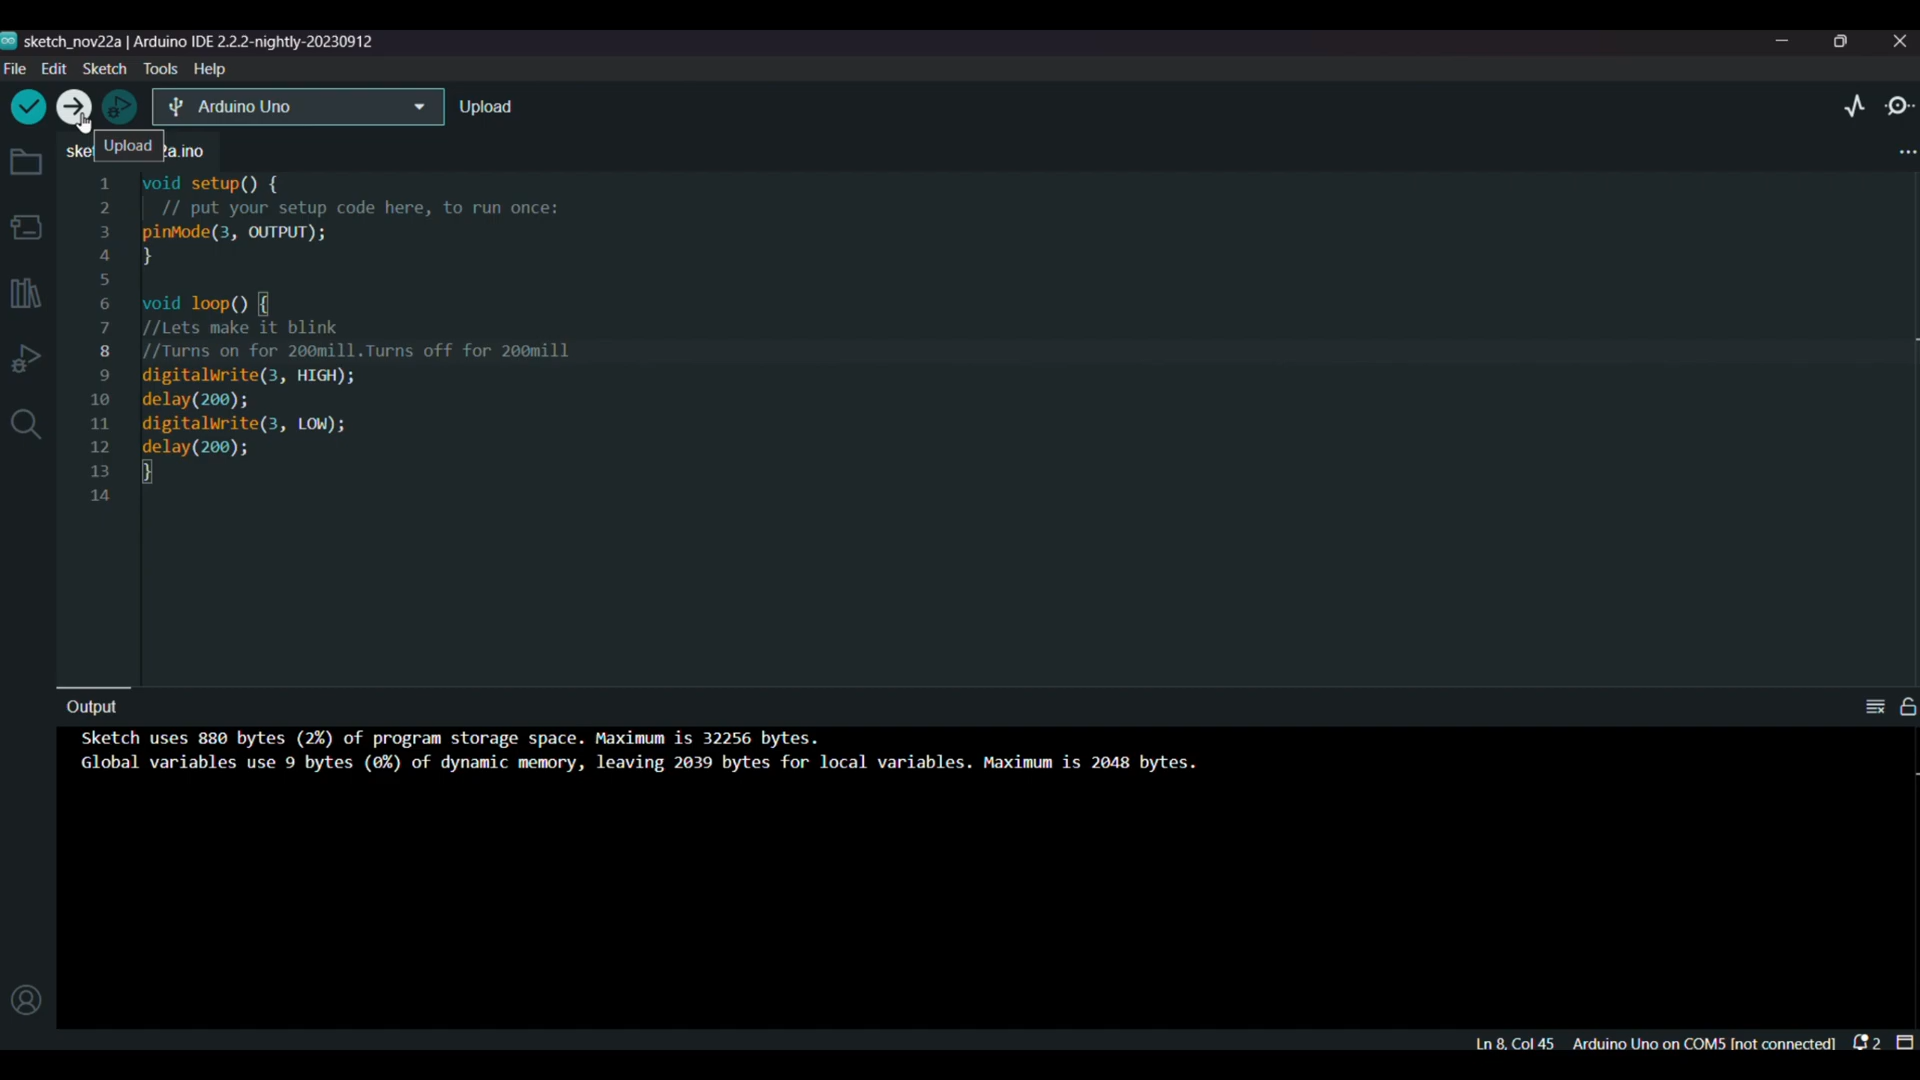 sketch_nov22a | Arduino IDE 2.2.2-nightly-20230912
File Edit Sketch Tools Help
Arduino Uno
Upload
Upload
1 void setup() {
2 // put your setup code here, to run once:
3 pinMode(3, OUTPUT);
4 }
5
6 void loop() {
7 //Lets make it blink
8 //Turns on for 200mill.Turns off for 200mill
9 digitalWrite(3, HIGH);
10 delay(200);
11 digitalWrite(3, LOW);
12 delay(200);
13 }
14
Output
Sketch uses 880 bytes (2%) of program storage space. Maximum is 32256 bytes.
Global variables use 9 bytes (0%) of dynamic memory, leaving 2039 bytes for local variables. Maximum is 2048 bytes.
Ln 8, Col 45 Arduino Uno on COM5 [not connected] 2